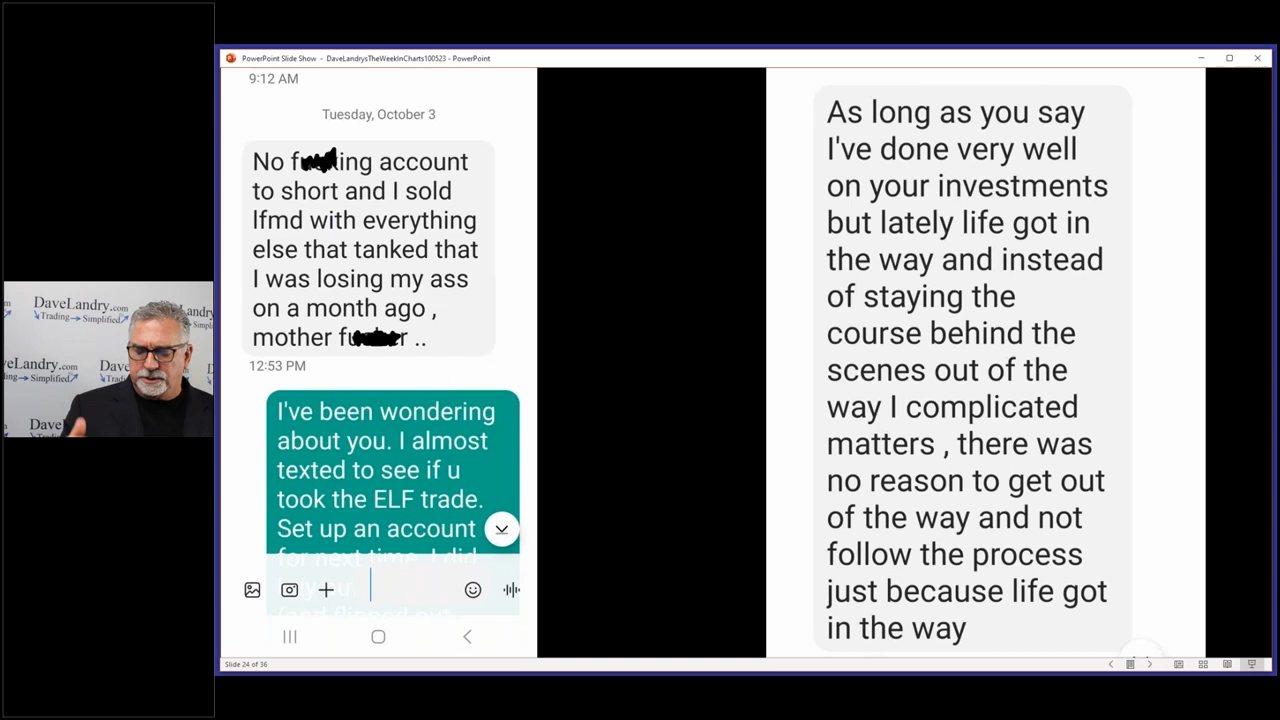 PowerPoint Slide Show - DaveLandrysTheWeekInCharts100523 - PowerPoint
9:12 AM
Tuesday, October 3
No f ing account
to short and I sold
lfmd with everything
else that tanked that
I was losing my ass
on a month ago ,
mother fu r ..
12:53 PM
I've been wondering
about you. I almost
texted to see if u
took the ELF trade.
Set up an account
for next time. I did
As long as you say
I've done very well
on your investments
but lately life got in
the way and instead
of staying the
course behind the
scenes out of the
way I complicated
matters , there was
no reason to get out
of the way and not
follow the process
just because life got
in the way
DaveLandry.com
Trading Simplified
Slide 24 of 36